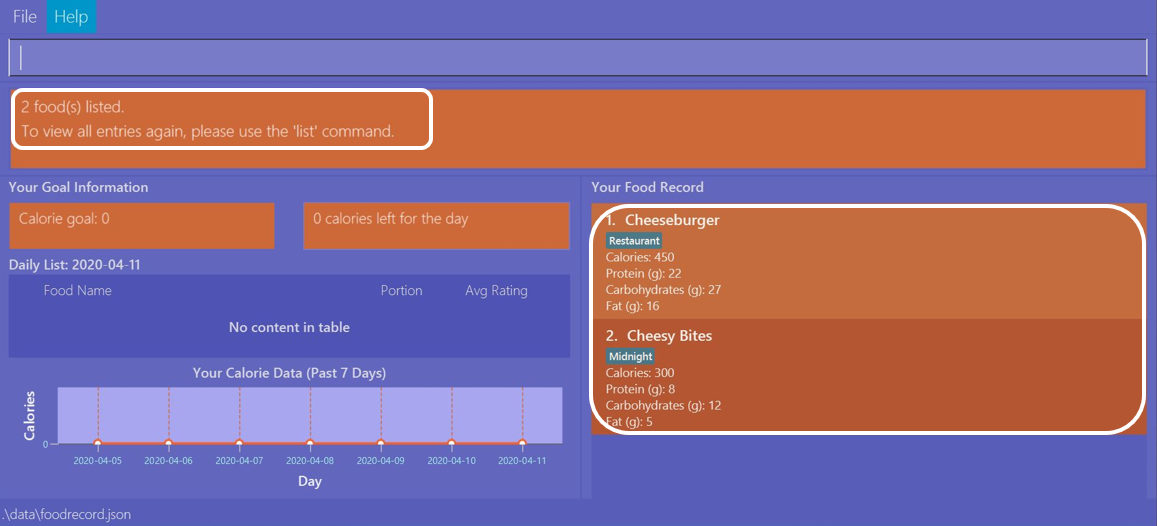 File Help
2 food(s) listed.
To view all entries again, please use the 'list' command.
Your Goal Information
Calorie goal: 0
0 calories left for the day
Daily List: 2020-04-11
Food Name Portion Avg Rating
No content in table
Your Calorie Data (Past 7 Days)
Calories
0
2020-04-05 2020-04-06 2020-04-07 2020-04-08 2020-04-09 2020-04-10 2020-04-11
Day
Your Food Record
1. Cheeseburger
Restaurant
Calories: 450
Protein (g): 22
Carbohydrates (g): 27
Fat (g): 16
2. Cheesy Bites
Midnight
Calories: 300
Protein (g): 8
Carbohydrates (g): 12
Fat (g): 5
.\data\foodrecord.json